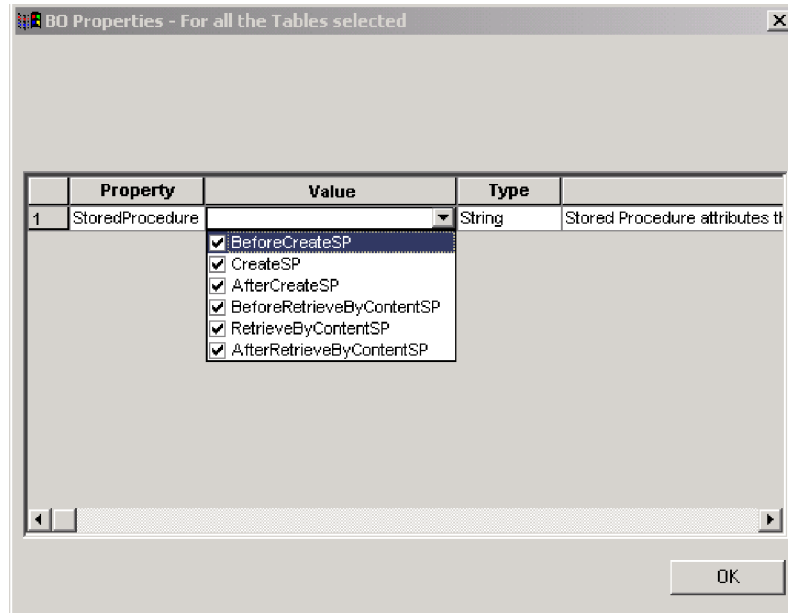 BO Properties - For all the Tables selected
Property Value Type
1 StoredProcedure String Stored Procedure attributes th
BeforeCreateSP
CreateSP
AfterCreateSP
BeforeRetrieveByContentSP
RetrieveByContentSP
AfterRetrieveByContentSP
OK